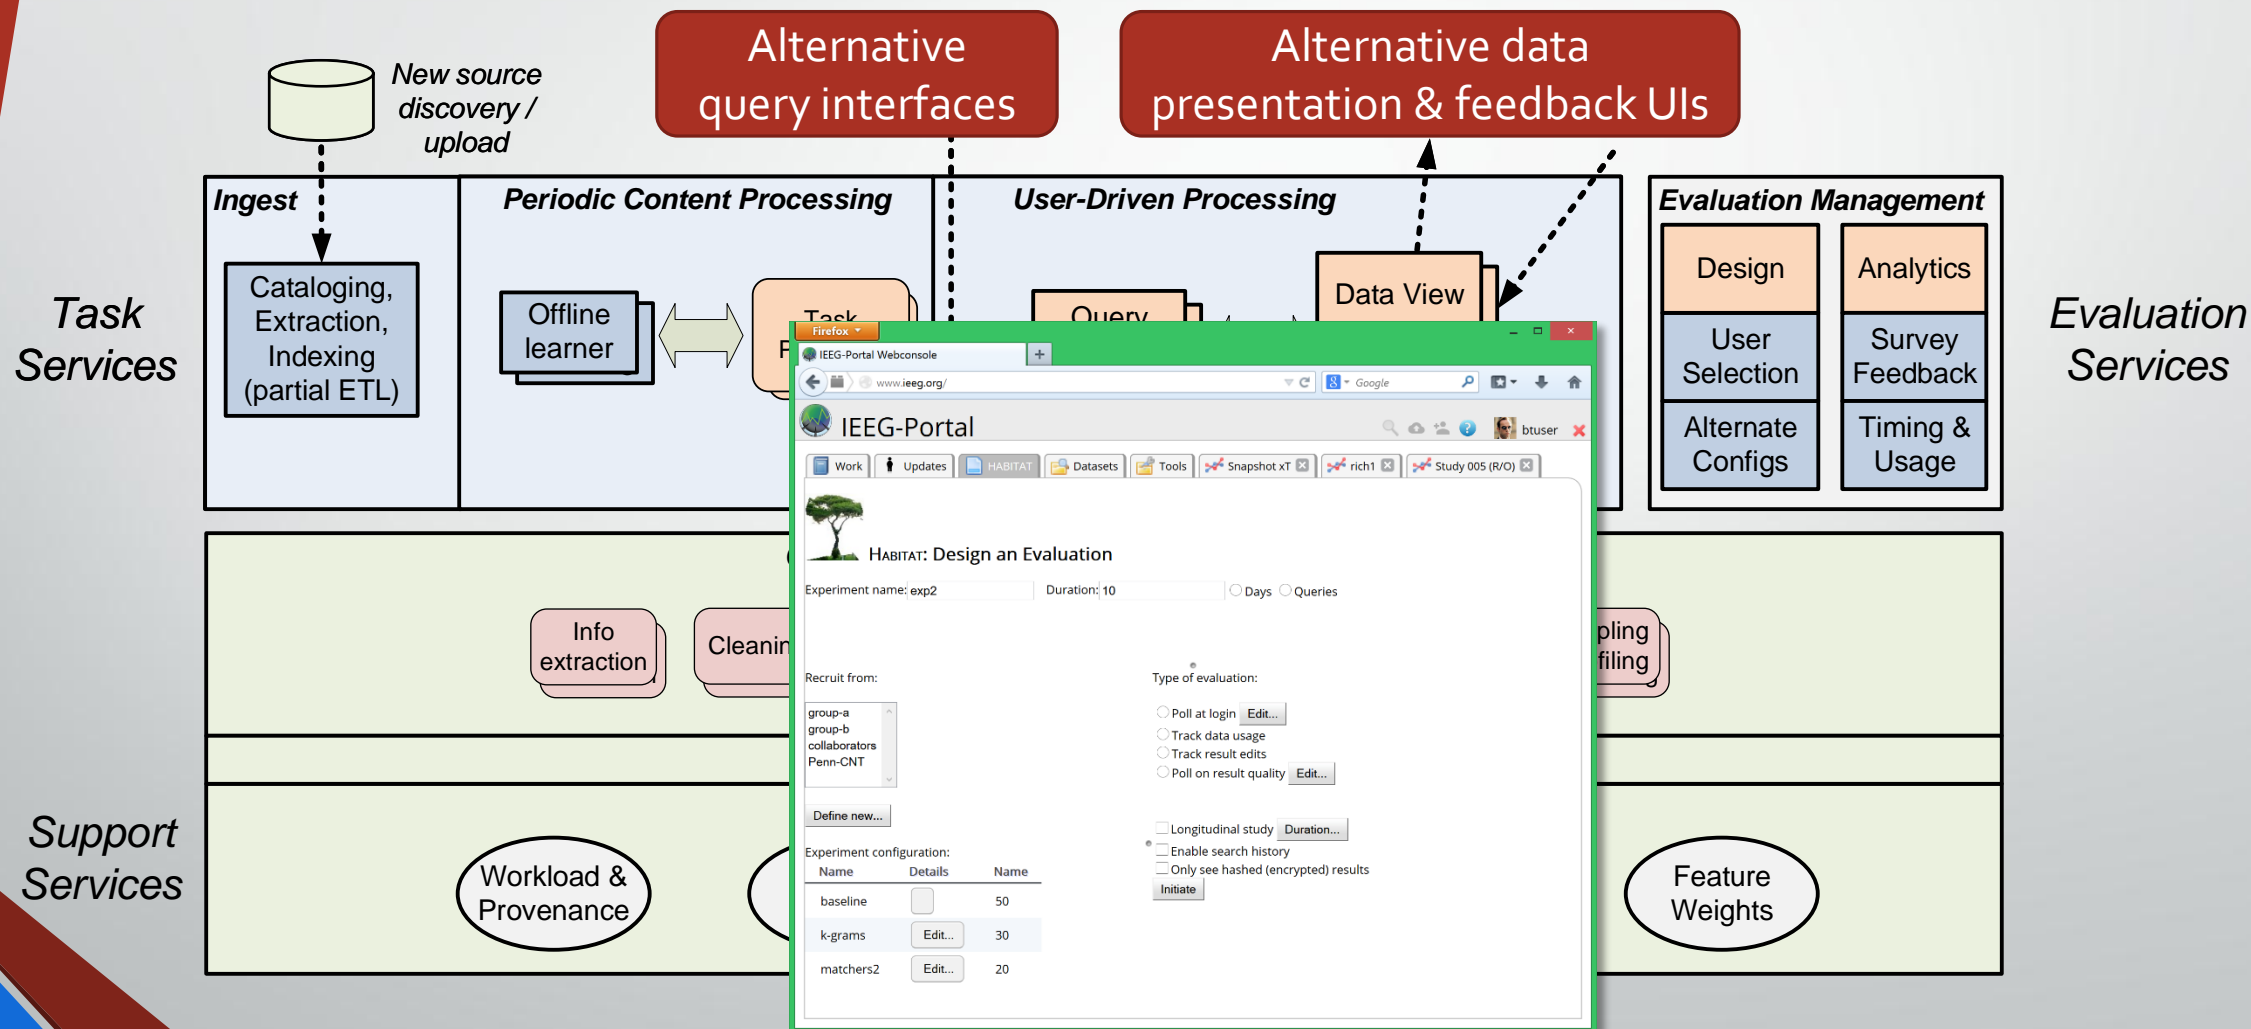 Alternative
query interfaces
Alternative data
presentation & feedback UIs
New source
discovery /
upload
Ingest
Periodic Content Processing
User-Driven Processing
Evaluation Management
Task
Services
Cataloging,
Extraction,
Indexing
(partial ETL)
Offline
learner
Task
Query
Data View
Design
User
Selection
Alternate
Configs
Analytics
Survey
Feedback
Timing &
Usage
Evaluation
Services
Firefox
IEEG-Portal Webconsole
www.ieeg.org/
Google
IEEG-Portal
btuser
Work
Updates
HABITAT
Datasets
Tools
Snapshot xT
rich1
Study 005 (R/O)
HABITAT: Design an Evaluation
Experiment name: exp2
Duration: 10
Days
Queries
Recruit from:
group-a
group-b
collaborators
Penn-CNT
Define new...
Type of evaluation:
Poll at login Edit...
Track data usage
Track result edits
Poll on result quality Edit...
Longitudinal study Duration...
Enable search history
Only see hashed (encrypted) results
Initiate
Experiment configuration:
Name Details Name
baseline 50
k-grams Edit... 30
matchers2 Edit... 20
Info
extraction
Cleanin
pling
filing
Support
Services
Workload &
Provenance
Feature
Weights